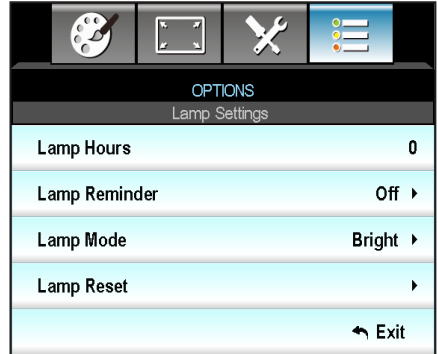 OPTIONS
Lamp Settings
Lamp Hours 0
Lamp Reminder Off
Lamp Mode Bright
Lamp Reset
Exit